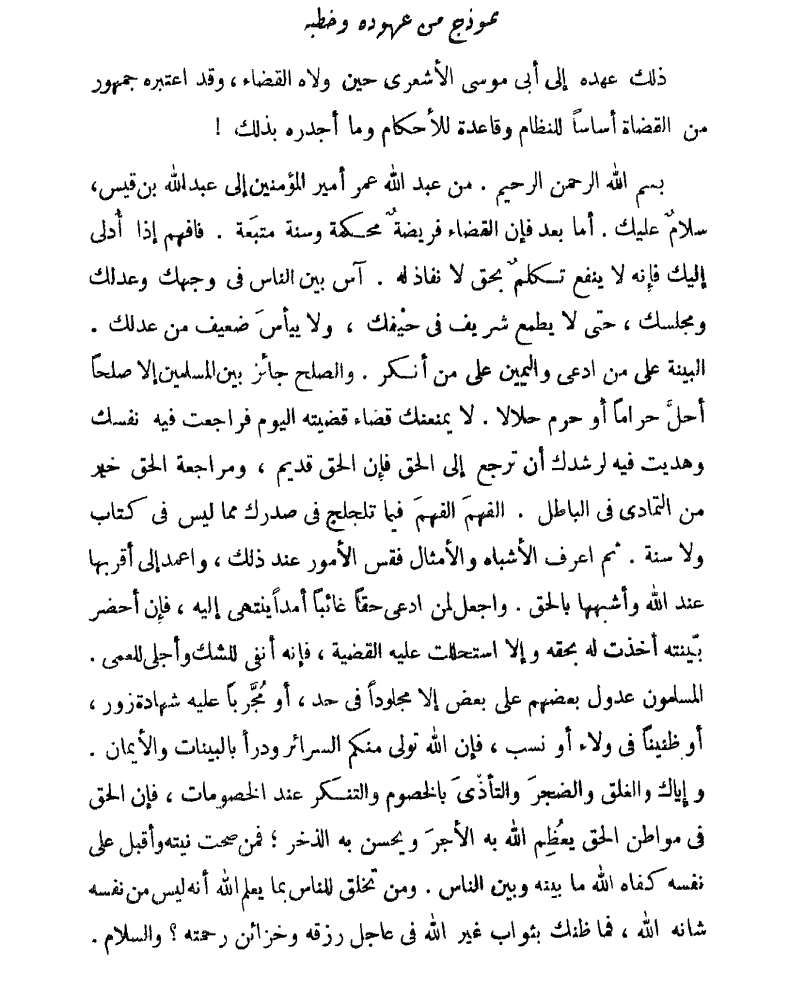 نموذج من عهوده وخطبه
ذلك عهده إلى أبى موسى الأشعرى حين ولاه القضاء ، وقد اعتبره جمهور
من القضاة أساساً للنظام وقاعدة للأحكام وما أجدره بذلك !
بسم الله الرحمن الرحيم . من عبد الله عمر أمير المؤمنين إلى عبد الله بن قيس،
سلامٌ عليك . أما بعد فإن القضاء فريضةٌ محكمة وسنة متبَعة . فافهم إذا أُدلى
إليك فإنه لا ينفع تكلمٌ بحق لا نفاذ له . آس بين الناس فى وجهك وعدلك
ومجلسك ، حتى لا يطمع شريف فى حيْفك ، ولا ييأسَ ضعيف من عدلك .
البينة على من ادعى واليمين على من أنكر . والصلح جائز بين المسلمين إلا صلحاً
أحلَّ حراماً أو حرم حلالا . لا يمنعنك قضاء قضيته اليوم فراجعت فيه نفسك
وهديت فيه لرشدك أن ترجع إلى الحق فإن الحق قديم ، ومراجعة الحق خير
من التمادى فى الباطل . الفهمَ الفهمَ فيما تلجلج فى صدرك مما ليس فى كتاب
ولا سنة . ثم اعرف الأشباه والأمثال فقس الأمور عند ذلك ، واعمد إلى أقربها
عند الله وأشبهها بالحق . واجعل لمن ادعى حقاً غائباً أمداً ينتهى إليه ، فإن أحضر
بيّنته أخذت له بحقه وإلا استحللت عليه القضية ، فإنه أنفى للشك وأجلى للعمى .
المسلمون عدول بعضهم على بعض إلا مجلوداً فى حد ، أو مُجَّرباً عليه شهادة زور ،
أو ظنيناً فى ولاء أو نسب ، فإن الله تولى منكم السرائر ودرأ بالبينات والأيمان .
وإياك والغلق والضجرَ والتأذّىَ بالخصوم والتنكر عند الخصومات ، فإن الحق
فى مواطن الحق يعُظِم الله به الأجرَ ويحسن به الذخر ؛ فمن صحت نيته وأقبل على
نفسه كفاه الله ما بينه وبين الناس . ومن تخلق للناس بما يعلم الله أنه ليس من نفسه
شانه الله ، فما ظنك بثواب غير الله فى عاجل رزقه وخزائن رحمته ؟ والسلام .